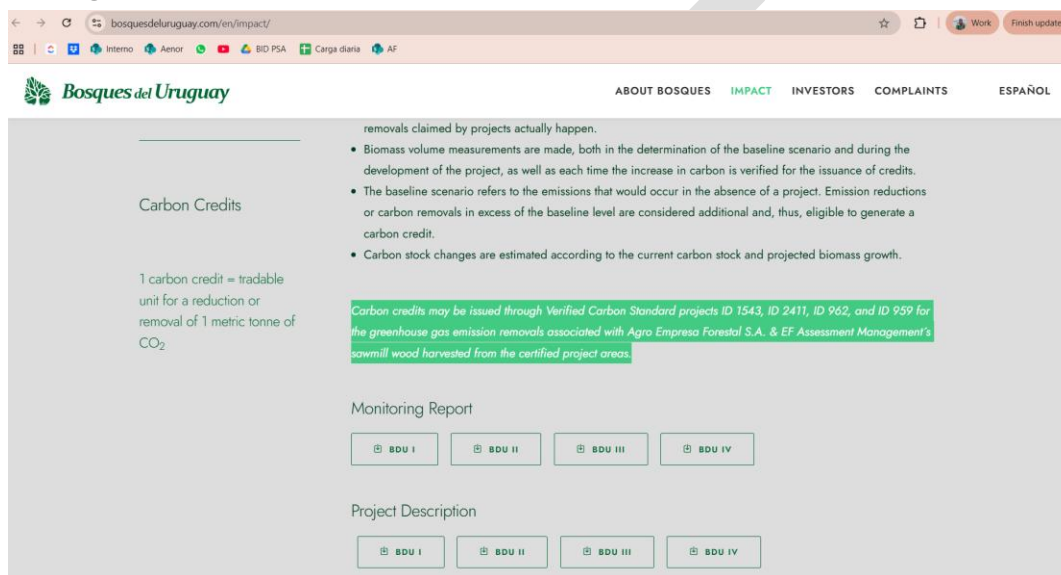 bosquesdeluruguay.com/en/impact/
Work
Finish update
Interno
Aenor
BID PSA
Carga diaria
AF
Bosques del Uruguay
ABOUT BOSQUES
IMPACT
INVESTORS
COMPLAINTS
ESPAÑOL
Carbon Credits
1 carbon credit = tradable
unit for a reduction or
removal of 1 metric tonne of
CO₂
removals claimed by projects actually happen.
• Biomass volume measurements are made, both in the determination of the baseline scenario and during the
development of the project, as well as each time the increase in carbon is verified for the issuance of credits.
• The baseline scenario refers to the emissions that would occur in the absence of a project. Emission reductions
or carbon removals in excess of the baseline level are considered additional and, thus, eligible to generate a
carbon credit.
• Carbon stock changes are estimated according to the current carbon stock and projected biomass growth.
Carbon credits may be issued through Verified Carbon Standard projects ID 1543, ID 2411, ID 962, and ID 959 for
the greenhouse gas emission removals associated with Agro Empresa Forestal S.A. & EF Assessment Management's
sawmill wood harvested from the certified project areas.
Monitoring Report
BDU I
BDU II
BDU III
BDU IV
Project Description
BDU I
BDU II
BDU III
BDU IV